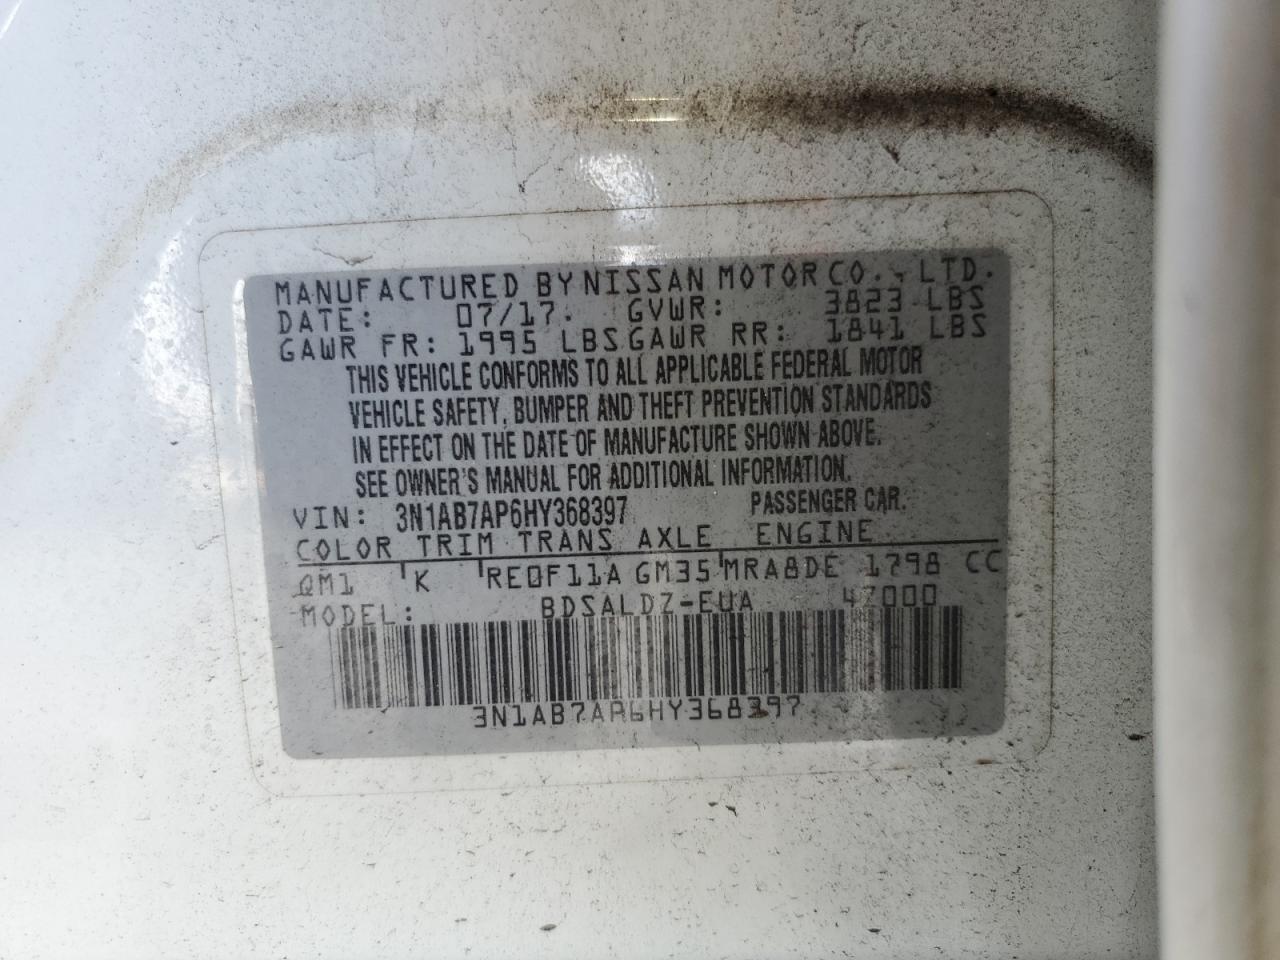 MANUFACTURED BY NISSAN MOTOR CO., LTD.
DATE: 07/17. GVWR: 3823 LBS
GAWR FR: 1995 LBS GAWR RR: 1841 LBS
THIS VEHICLE CONFORMS TO ALL APPLICABLE FEDERAL MOTOR
VEHICLE SAFETY, BUMPER AND THEFT PREVENTION STANDARDS
IN EFFECT ON THE DATE OF MANUFACTURE SHOWN ABOVE.
SEE OWNER'S MANUAL FOR ADDITIONAL INFORMATION.
VIN: 3N1AB7AP6HY368397 PASSENGER CAR.
COLOR TRIM TRANS AXLE ENGINE
QM1 K RE0F11A GM35 MRA8DE 1798 CC
MODEL: BDSALDZ-EUA 47000
3N1AB7AP6HY368397